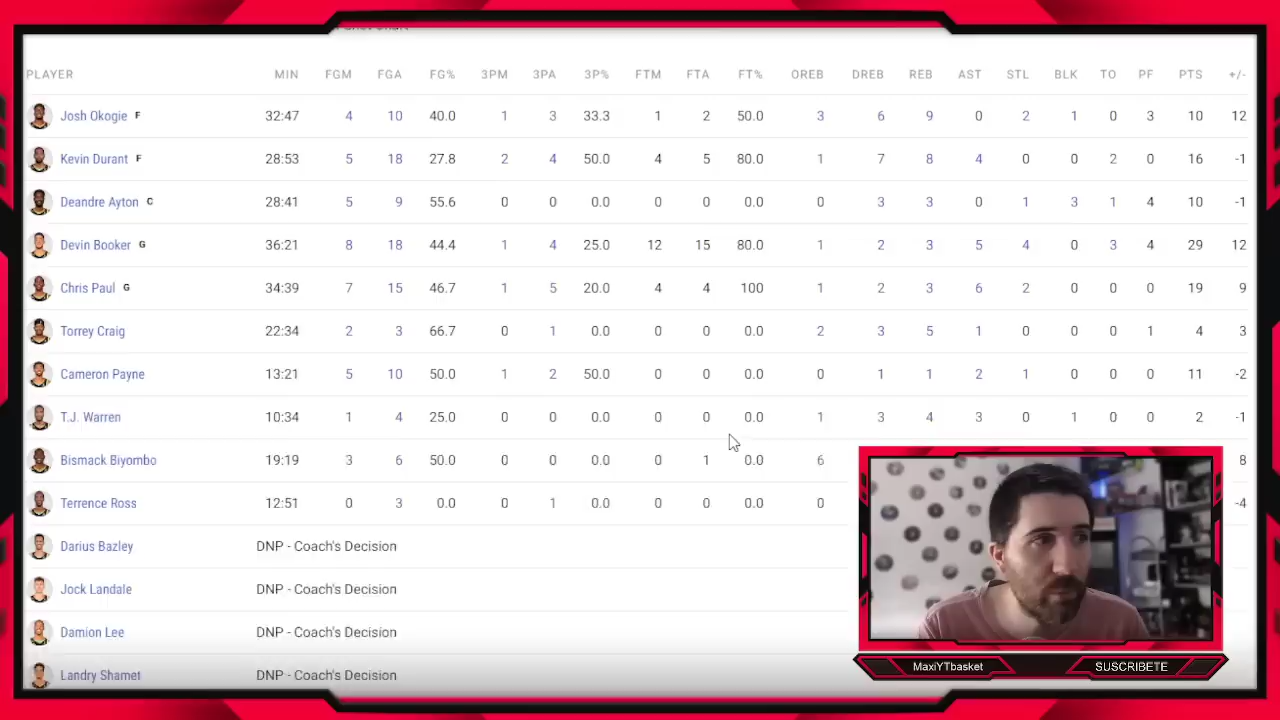 PLAYER MIN FGM FGA FG% 3PM 3PA 3P% FTM FTA FT% OREB DREB REB AST STL BLK TO PF PTS +/-
Josh Okogie F 32:47 4 10 40.0 1 3 33.3 1 2 50.0 3 6 9 0 2 1 0 3 10 12
Kevin Durant F 28:53 5 18 27.8 2 4 50.0 4 5 80.0 1 7 8 4 0 0 2 0 16 -1
Deandre Ayton C 28:41 5 9 55.6 0 0 0.0 0 0 0.0 0 3 3 0 1 3 1 4 10 -1
Devin Booker G 36:21 8 18 44.4 1 4 25.0 12 15 80.0 1 2 3 5 4 0 3 4 29 12
Chris Paul G 34:39 7 15 46.7 1 5 20.0 4 4 100 1 2 3 6 2 0 0 0 19 9
Torrey Craig 22:34 2 3 66.7 0 1 0.0 0 0 0.0 2 3 5 1 0 0 0 1 4 3
Cameron Payne 13:21 5 10 50.0 1 2 50.0 0 0 0.0 0 1 1 2 1 0 0 0 11 -2
T.J. Warren 10:34 1 4 25.0 0 0 0.0 0 0 0.0 1 3 4 3 0 1 0 0 2 -1
Bismack Biyombo 19:19 3 6 50.0 0 0 0.0 0 1 0.0 6 8
Terrence Ross 12:51 0 3 0.0 0 1 0.0 0 0 0.0 0 -4
Darius Bazley DNP - Coach's Decision
Jock Landale DNP - Coach's Decision
Damion Lee DNP - Coach's Decision
Landry Shamet DNP - Coach's Decision
MaxiYTbasket SUSCRIBETE